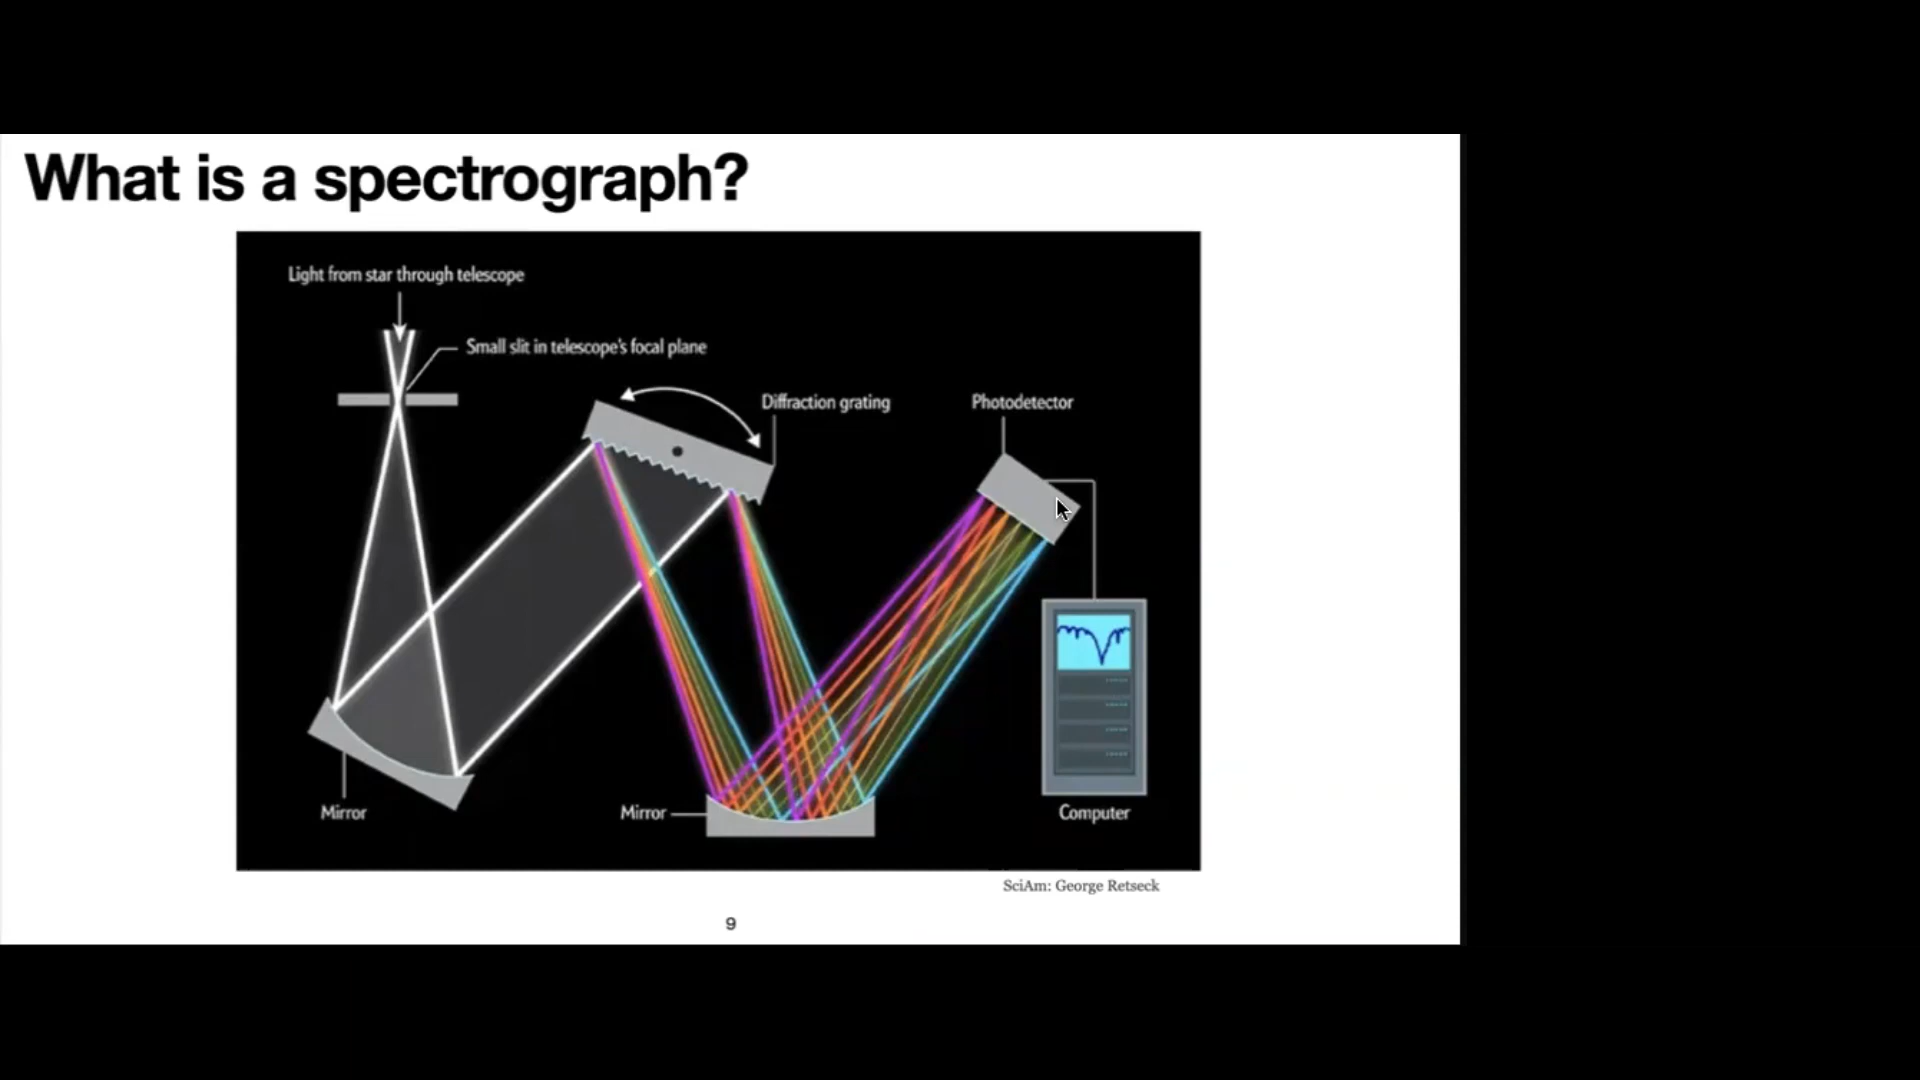 What is a spectrograph?
Light from star through telescope
Small slit in telescope's focal plane
Diffraction grating
Photodetector
Mirror
Mirror
Computer
SciAm: George Retseck
9